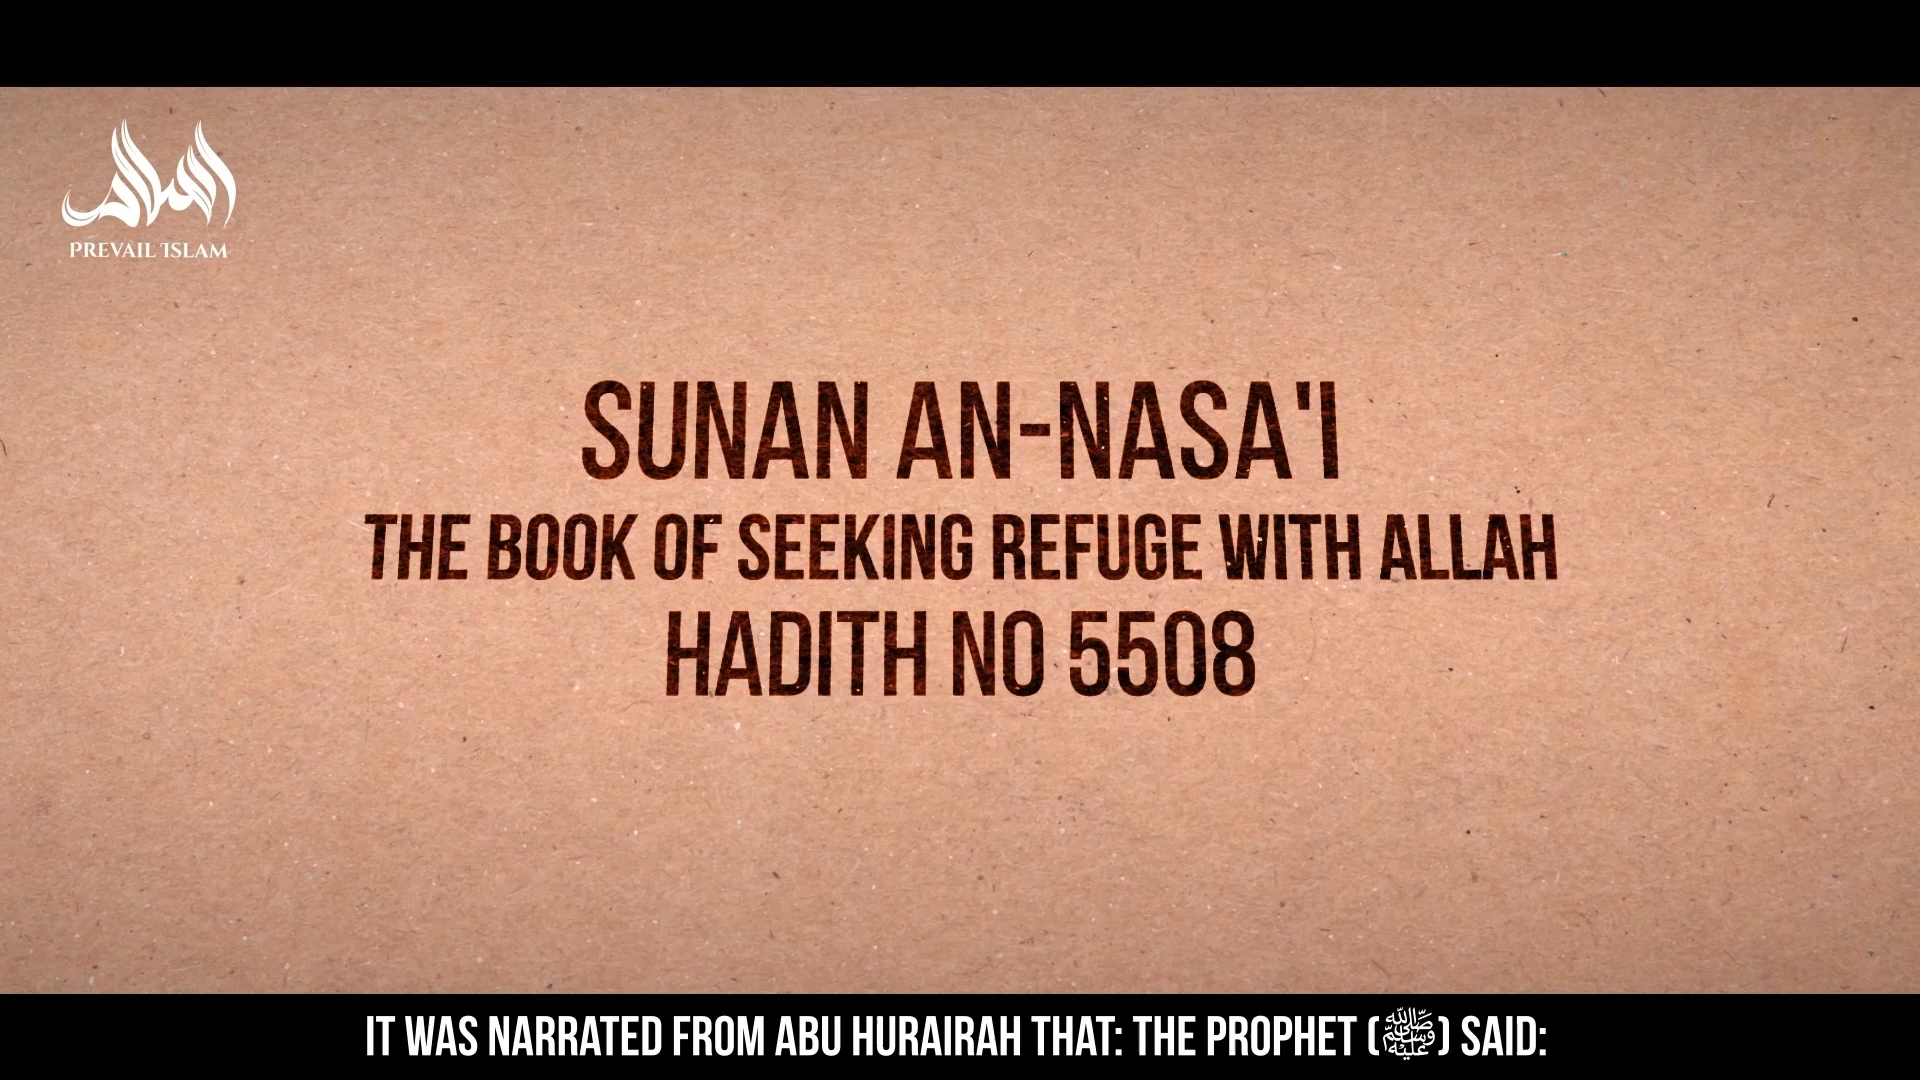 PREVAIL ISLAM
SUNAN AN-NASA'I
THE BOOK OF SEEKING REFUGE WITH ALLAH
HADITH NO 5508
IT WAS NARRATED FROM ABU HURAIRAH THAT: THE PROPHET (ﷺ) SAID: